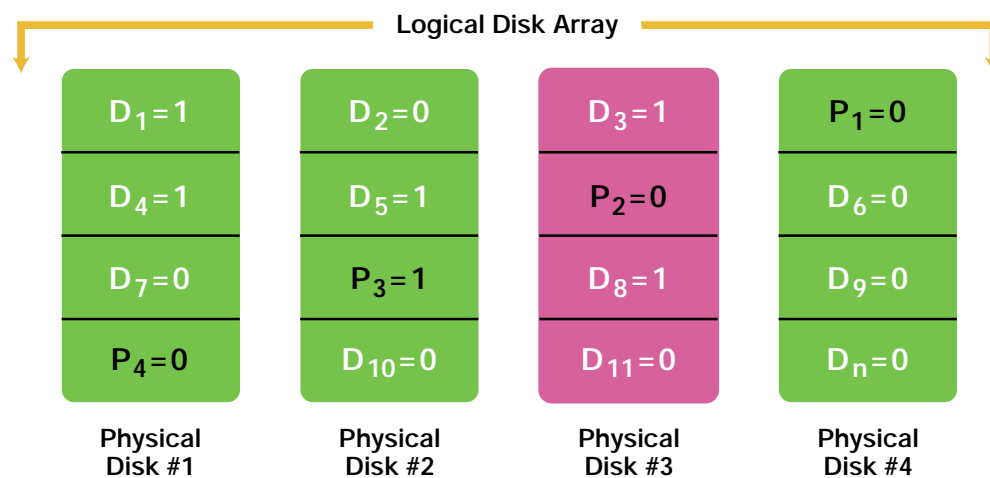 Logical Disk Array
D₁=1 D₂=0 D₃=1 P₁=0
D₄=1 D₅=1 P₂=0 D₆=0
D₇=0 P₃=1 D₈=1 D₉=0
P₄=0 D₁₀=0 D₁₁=0 Dₙ=0
Physical Physical Physical Physical
Disk #1 Disk #2 Disk #3 Disk #4